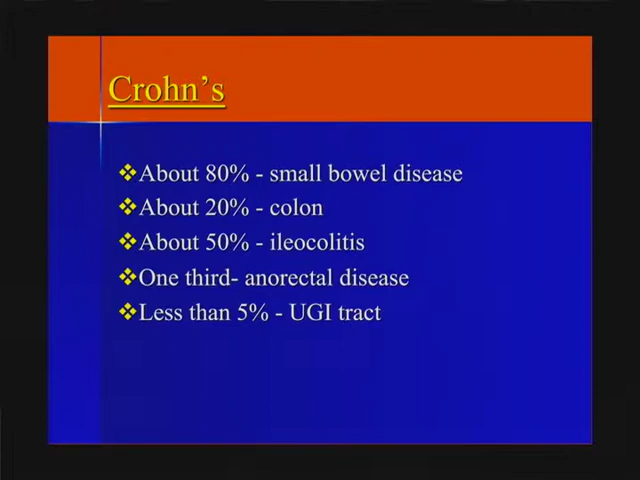 Crohn's
About 80% - small bowel disease
About 20% - colon
About 50% - ileocolitis
One third- anorectal disease
Less than 5% - UGI tract